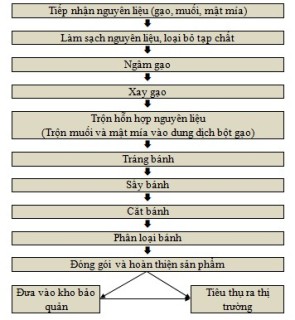 Tiếp nhận nguyên liệu (gạo, muối, mật mía)
Làm sạch nguyên liệu, loại bỏ tạp chất
Ngâm gạo
Xay gạo
Trộn hỗn hợp nguyên liệu
(Trộn muối và mật mía vào dung dịch bột gạo)
Tráng bánh
Sấy bánh
Cắt bánh
Phân loại bánh
Đóng gói và hoàn thiện sản phẩm
Đưa vào kho bảo
quản
Tiêu thụ ra thị
trường